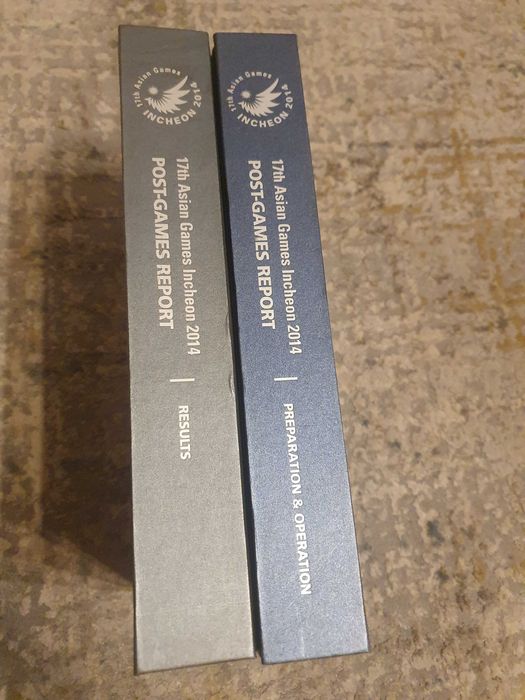 17th Asian Games
INCHEON 2014
17th Asian Games Incheon 2014
POST-GAMES REPORT
RESULTS
17th Asian Games
INCHEON 2014
17th Asian Games Incheon 2014
POST-GAMES REPORT
PREPARATION & OPERATION